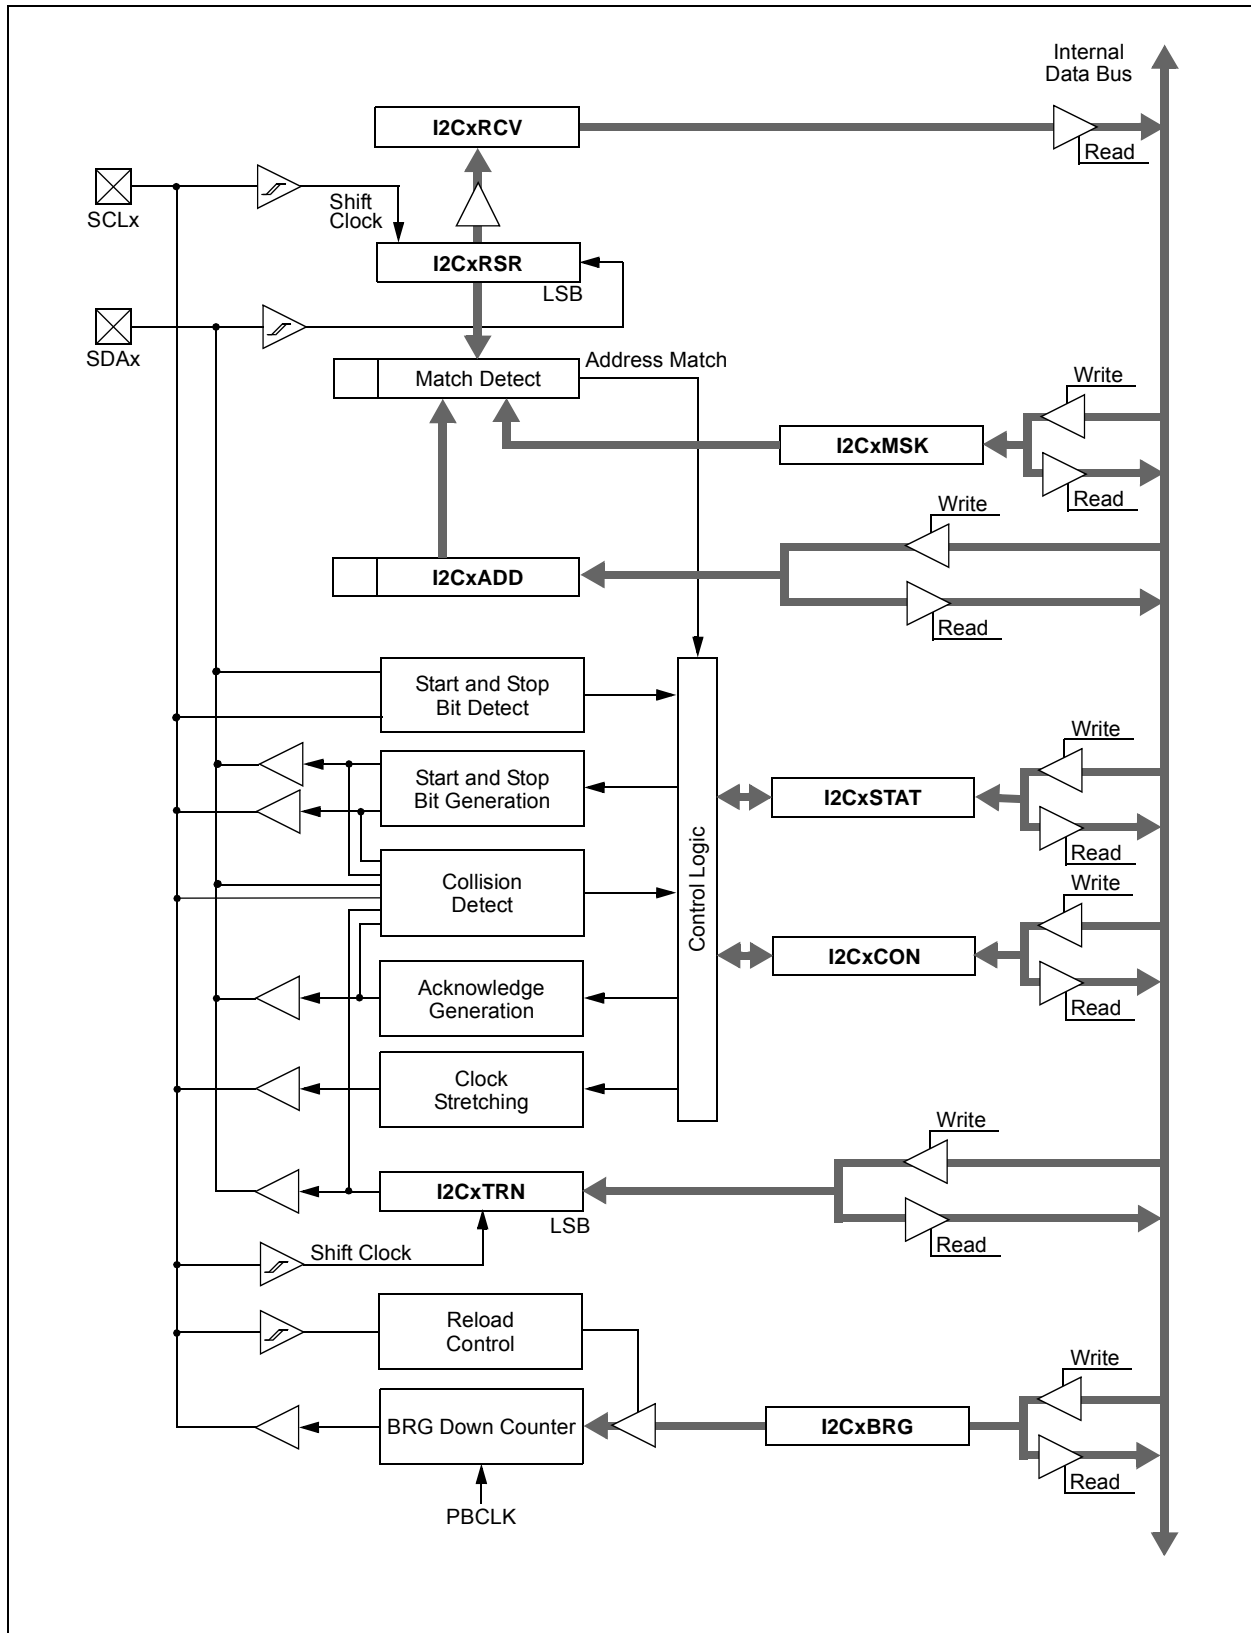 Internal
Data Bus
I2CxRCV
Read
SCLx
Shift
Clock
I2CxRSR
LSB
SDAx
Address Match
Match Detect
Write
I2CxMSK
Read
Write
I2CxADD
Read
Start and Stop
Bit Detect
Write
Start and Stop
Bit Generation
I2CxSTAT
Read
Control Logic
Collision
Detect
Write
I2CxCON
Acknowledge
Generation
Read
Clock
Stretching
Write
I2CxTRN
LSB
Read
Shift Clock
Reload
Control
Write
BRG Down Counter
I2CxBRG
Read
PBCLK